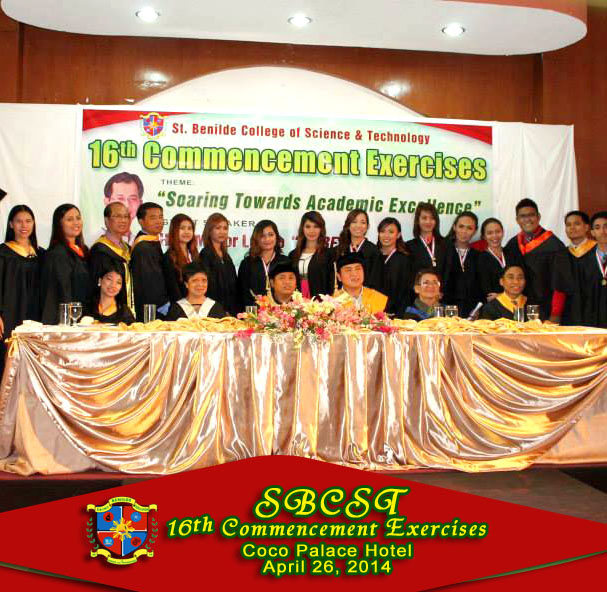 St. Benilde College of Science & Technology
16th Commencement Exercises
THEME:
"Soaring Towards Academic Excellence"
SPEAKER
SBCST
16th Commencement Exercises
Coco Palace Hotel
April 26, 2014